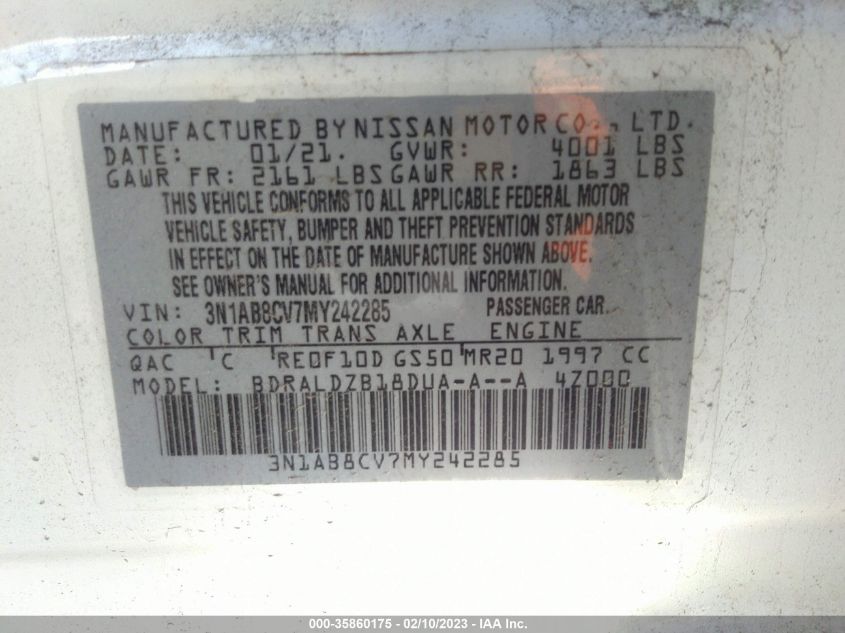 MANUFACTURED BY NISSAN MOTOR CO., LTD.
DATE: 01/21. GVWR: 4001 LBS
GAWR FR: 2161 LBS GAWR RR: 1863 LBS
THIS VEHICLE CONFORMS TO ALL APPLICABLE FEDERAL MOTOR
VEHICLE SAFETY, BUMPER AND THEFT PREVENTION STANDARDS
IN EFFECT ON THE DATE OF MANUFACTURE SHOWN ABOVE.
SEE OWNER'S MANUAL FOR ADDITIONAL INFORMATION.
VIN: 3N1AB8CV7MY242285 PASSENGER CAR
COLOR TRIM TRANS AXLE ENGINE
QAC C RE0F10D GS50 MR20 1997 CC
MODEL: BDRALDZB18DUA-A--A 4Z000
3N1AB8CV7MY242285
000-35860175 - 02/10/2023 - IAA Inc.